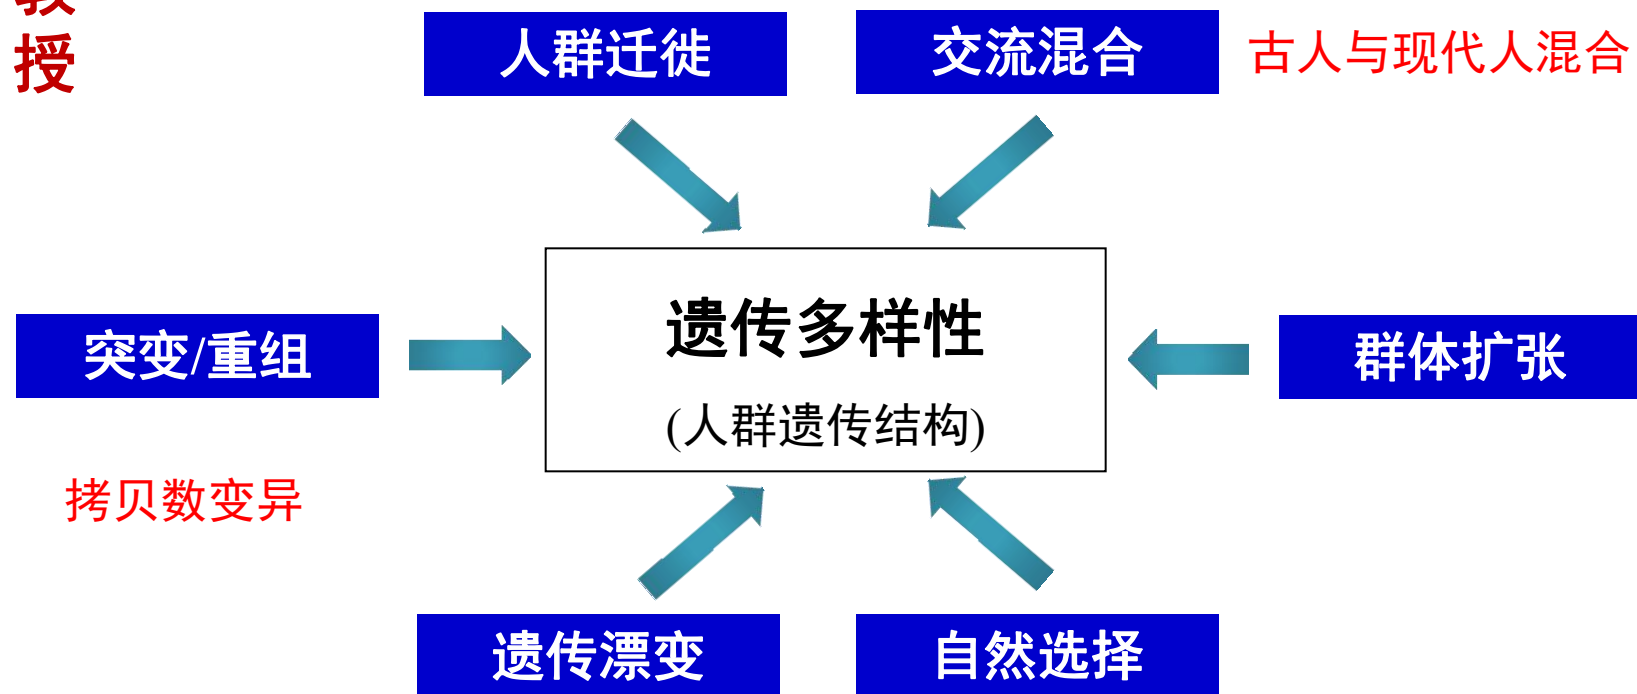 教
授
人群迁徙
交流混合
古人与现代人混合
遗传多样性
(人群遗传结构)
突变/重组
群体扩张
拷贝数变异
遗传漂变
自然选择